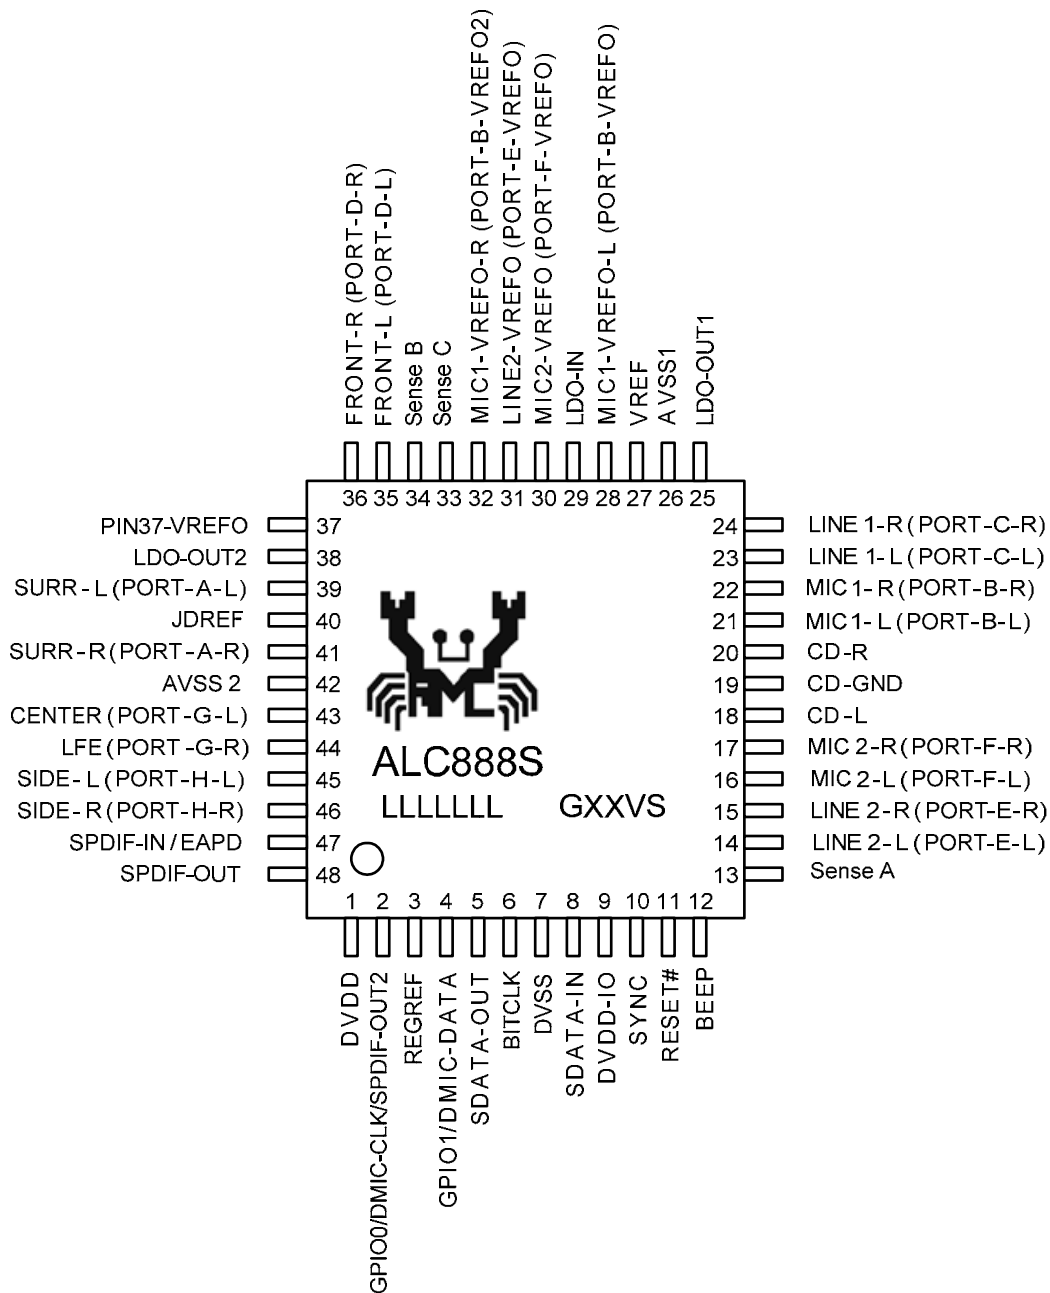 FRONT-R (PORT-D-R)
FRONT-L (PORT-D-L)
Sense B
Sense C
MIC1-VREFO-R (PORT-B-VREFO2)
LINE2-VREFO (PORT-E-VREFO)
MIC2-VREFO (PORT-F-VREFO)
LDO-IN
MIC1-VREFO-L (PORT-B-VREFO)
VREF
AVSS1
LDO-OUT1
36 35 34 33 32 31 30 29 28 27 26 25
PIN37-VREFO 37
LDO-OUT2 38
SURR-L (PORT-A-L) 39
JDREF 40
SURR-R (PORT-A-R) 41
AVSS 2 42
CENTER (PORT-G-L) 43
LFE (PORT-G-R) 44
SIDE-L (PORT-H-L) 45
SIDE-R (PORT-H-R) 46
SPDIF-IN / EAPD 47
SPDIF-OUT 48
ALC888S
LLLLLLL GXXVS
24 LINE 1-R (PORT-C-R)
23 LINE 1-L (PORT-C-L)
22 MIC 1-R (PORT-B-R)
21 MIC 1-L (PORT-B-L)
20 CD-R
19 CD-GND
18 CD-L
17 MIC 2-R (PORT-F-R)
16 MIC 2-L (PORT-F-L)
15 LINE 2-R (PORT-E-R)
14 LINE 2-L (PORT-E-L)
13 Sense A
1 2 3 4 5 6 7 8 9 10 11 12
DVDD
GPIO0/DMIC-CLK/SPDIF-OUT2
REGREF
GPIO1/DMIC-DATA
SDATA-OUT
BITCLK
DVSS
SDATA-IN
DVDD-IO
SYNC
RESET#
BEEP